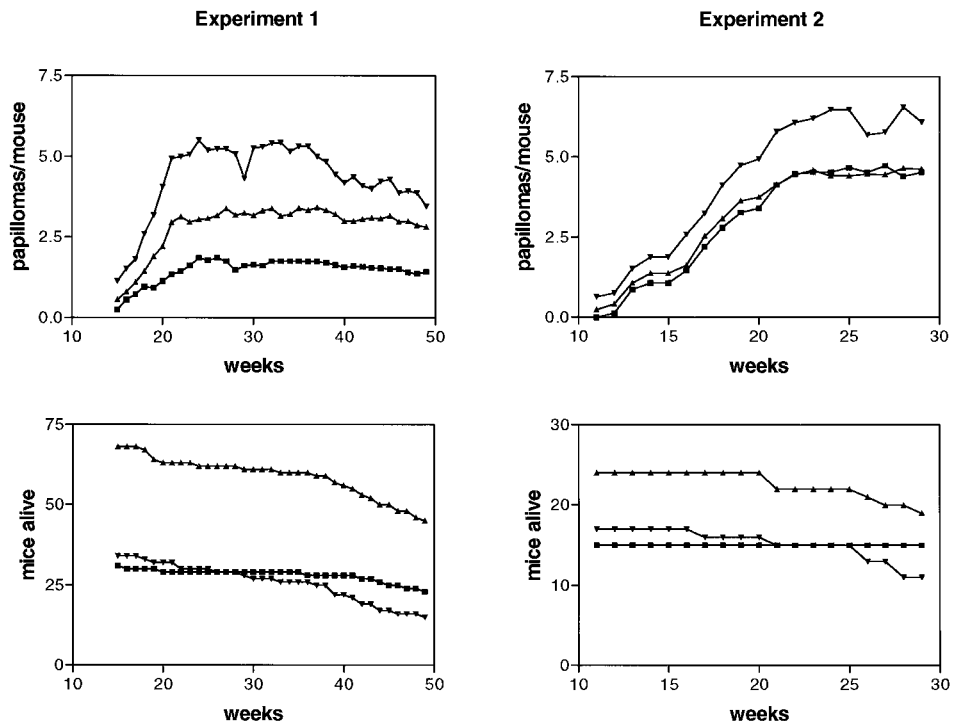 Experiment 1
Experiment 2
papillomas/mouse
7.5
5.0
2.5
0.0
10 20 30 40 50
weeks
papillomas/mouse
7.5
5.0
2.5
0.0
10 15 20 25 30
weeks
mice alive
75
50
25
0
10 20 30 40 50
weeks
mice alive
30
20
10
0
10 15 20 25 30
weeks